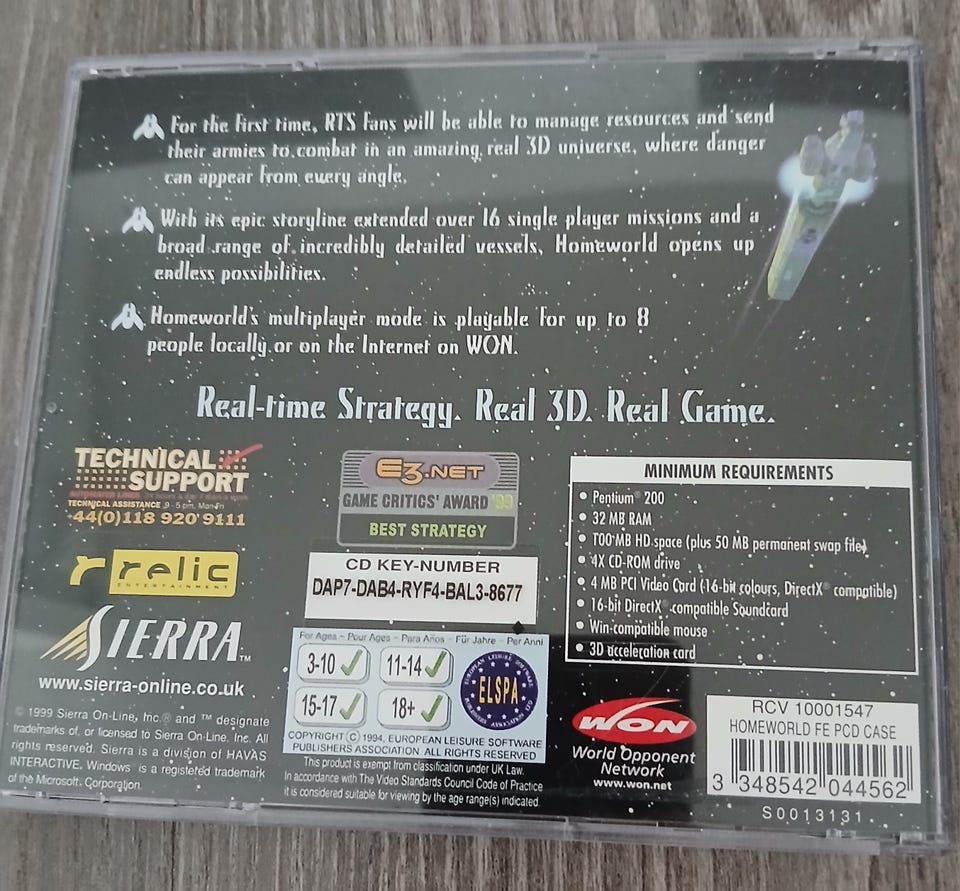 For the first time, RTS fans will be able to manage resources and send
their armies to combat in an amazing real 3D universe, where danger
can appear from every angle.
With its epic storyline extended over 16 single player missions and a
broad range of incredibly detailed vessels, Homeworld opens up
endless possibilities.
Homeworld's multiplayer mode is playable for up to 8
people locally or on the Internet on WON.
Real-time Strategy. Real 3D. Real Game.
TECHNICAL
SUPPORT
TECHNICAL ASSISTANCE 9 - 5 pm, Mon-Fri
44(0)118 920 9111
r relic
ENTERTAINMENT
SIERRA™
www.sierra-online.co.uk
© 1999 Sierra On-Line, Inc.® and ™ designate
trademarks of, or licensed to Sierra On-Line, Inc. All
rights reserved. Sierra is a division of HAVAS
INTERACTIVE. Windows is a registered trademark
of the Microsoft Corporation.
E3.NET
GAME CRITICS' AWARD '99
BEST STRATEGY
CD KEY-NUMBER
DAP7-DAB4-RYF4-BAL3-8677
For Ages – Pour Ages – Para Años – Für Jahre – Per Anni
3-10 11-14
15-17 18+
EUROPEAN LEISURE SOFTWARE PUBLISHERS ASSOCIATION LTD
ELSPA
COPYRIGHT © 1994, EUROPEAN LEISURE SOFTWARE
PUBLISHERS ASSOCIATION. ALL RIGHTS RESERVED
This product is exempt from classification under UK Law.
In accordance with The Video Standards Council Code of Practice
it is considered suitable for viewing by the age range(s) indicated.
MINIMUM REQUIREMENTS
• Pentium® 200
• 32 MB RAM
• 100 MB HD space (plus 50 MB permanent swap file)
• 4X CD-ROM drive
• 4 MB PCI Video Card (16-bit colours, DirectX® compatible)
• 16-bit DirectX® compatible Soundcard
• Win-compatible mouse
• 3D acceleration card
WON
World Opponent
Network
www.won.net
RCV 10001547
HOMEWORLD FE PCD CASE
3 348542 044562
S0013131